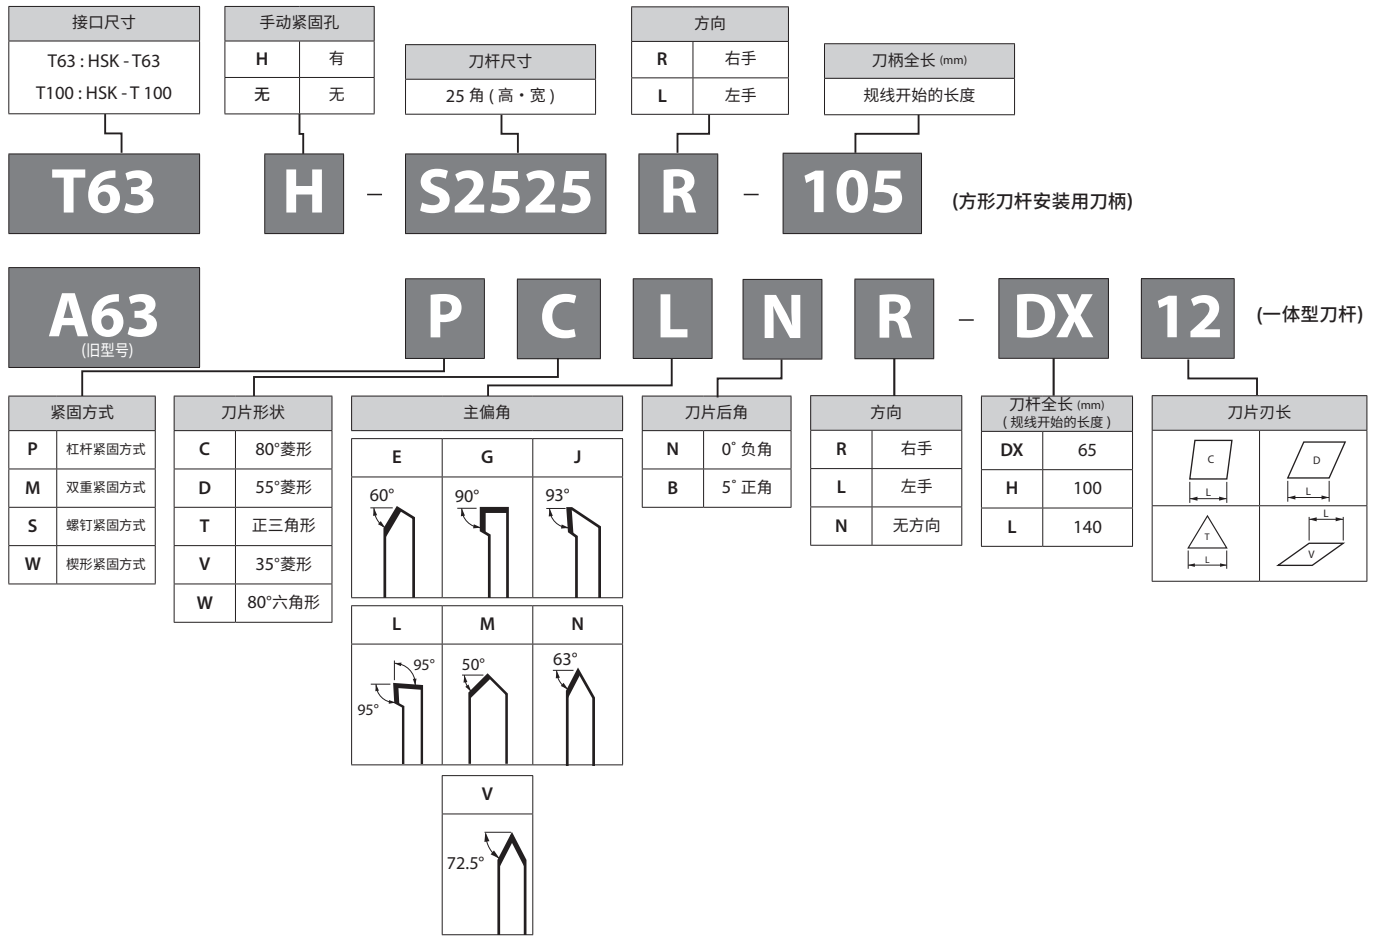 接口尺寸
T63 : HSK - T63
T100 : HSK - T 100
手动紧固孔
H 有
无 无
刀杆尺寸
25 角 ( 高・宽 )
方向
R 右手
L 左手
刀柄全长 (mm)
规线开始的长度
T63 H – S2525 R – 105 (方形刀杆安装用刀柄)
A63
(旧型号)
P C L N R – DX 12 (一体型刀杆)
紧固方式
P 杠杆紧固方式
M 双重紧固方式
S 螺钉紧固方式
W 楔形紧固方式
刀片形状
C 80°菱形
D 55°菱形
T 正三角形
V 35°菱形
W 80°六角形
主偏角
E G J
60° 90° 93°
L M N
95° 50° 63°
95°
V
72.5°
刀片后角
N 0° 负角
B 5° 正角
方向
R 右手
L 左手
N 无方向
刀杆全长 (mm)
( 规线开始的长度 )
DX 65
H 100
L 140
刀片刃长
C D
L L
L
T V
L